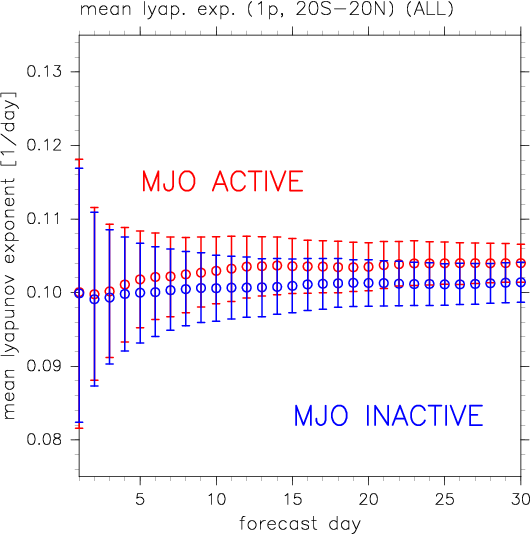 mean lyap. exp. (1p, 20S-20N) (ALL)
mean lyapunov exponent [1/day]
0.13
0.12
0.11
0.10
0.09
0.08
MJO ACTIVE
MJO INACTIVE
5 10 15 20 25 30
forecast day